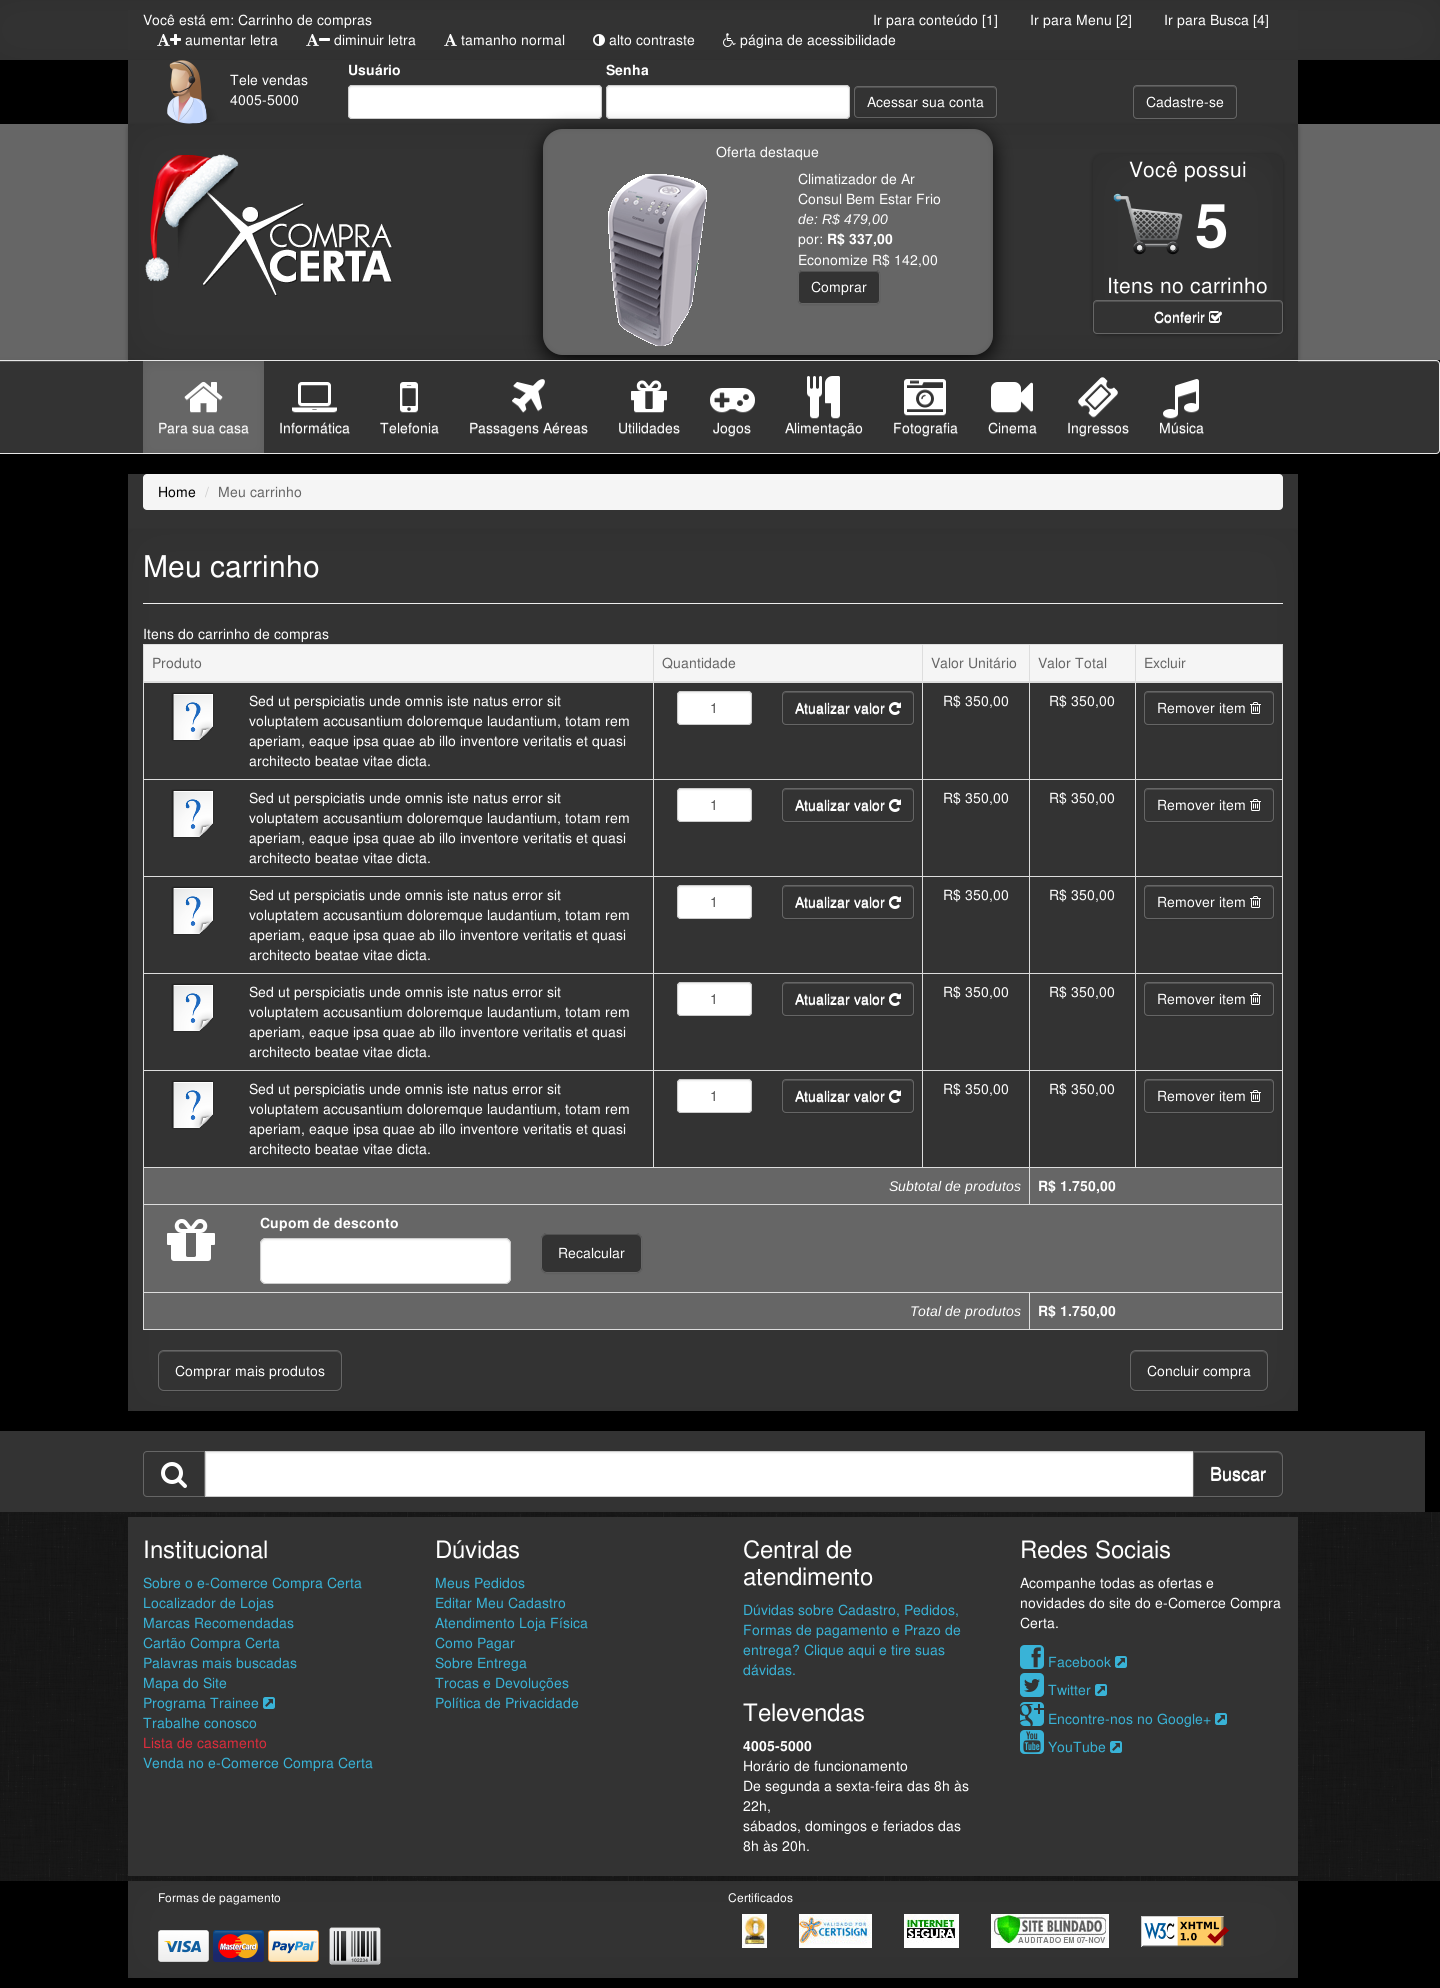 Você está em: Carrinho de compras
Ir para conteúdo [1] Ir para Menu [2] Ir para Busca [4]
A aumentar letra A diminuir letra A tamanho normal alto contraste página de acessibilidade
Tele vendas
4005-5000
Usuário
Senha
Acessar sua conta
Cadastre-se
COMPRA
CERTA
Oferta destaque
Climatizador de Ar
Consul Bem Estar Frio
de: R$ 479,00
por: R$ 337,00
Economize R$ 142,00
Comprar
Você possui
5
Itens no carrinho
Conferir
Para sua casa Informática Telefonia Passagens Aéreas Utilidades Jogos Alimentação Fotografia Cinema Ingressos Música
Home / Meu carrinho
Meu carrinho
Itens do carrinho de compras
Produto Quantidade Valor Unitário Valor Total Excluir
Sed ut perspiciatis unde omnis iste natus error sit
voluptatem accusantium doloremque laudantium, totam rem
aperiam, eaque ipsa quae ab illo inventore veritatis et quasi
architecto beatae vitae dicta.
1 Atualizar valor R$ 350,00 R$ 350,00 Remover item
Sed ut perspiciatis unde omnis iste natus error sit
voluptatem accusantium doloremque laudantium, totam rem
aperiam, eaque ipsa quae ab illo inventore veritatis et quasi
architecto beatae vitae dicta.
1 Atualizar valor R$ 350,00 R$ 350,00 Remover item
Sed ut perspiciatis unde omnis iste natus error sit
voluptatem accusantium doloremque laudantium, totam rem
aperiam, eaque ipsa quae ab illo inventore veritatis et quasi
architecto beatae vitae dicta.
1 Atualizar valor R$ 350,00 R$ 350,00 Remover item
Sed ut perspiciatis unde omnis iste natus error sit
voluptatem accusantium doloremque laudantium, totam rem
aperiam, eaque ipsa quae ab illo inventore veritatis et quasi
architecto beatae vitae dicta.
1 Atualizar valor R$ 350,00 R$ 350,00 Remover item
Sed ut perspiciatis unde omnis iste natus error sit
voluptatem accusantium doloremque laudantium, totam rem
aperiam, eaque ipsa quae ab illo inventore veritatis et quasi
architecto beatae vitae dicta.
1 Atualizar valor R$ 350,00 R$ 350,00 Remover item
Subtotal de produtos R$ 1.750,00
Cupom de desconto
Recalcular
Total de produtos R$ 1.750,00
Comprar mais produtos
Concluir compra
Buscar
Institucional
Sobre o e-Comerce Compra Certa
Localizador de Lojas
Marcas Recomendadas
Cartão Compra Certa
Palavras mais buscadas
Mapa do Site
Programa Trainee
Trabalhe conosco
Lista de casamento
Venda no e-Comerce Compra Certa
Dúvidas
Meus Pedidos
Editar Meu Cadastro
Atendimento Loja Física
Como Pagar
Sobre Entrega
Trocas e Devoluções
Política de Privacidade
Central de
atendimento
Dúvidas sobre Cadastro, Pedidos,
Formas de pagamento e Prazo de
entrega? Clique aqui e tire suas
dávidas.
Televendas
4005-5000
Horário de funcionamento
De segunda a sexta-feira das 8h às
22h,
sábados, domingos e feriados das
8h às 20h.
Redes Sociais
Acompanhe todas as ofertas e
novidades do site do e-Comerce Compra
Certa.
Facebook
Twitter
Encontre-nos no Google+
You
Tube YouTube
Formas de pagamento
VISA MasterCard PayPal
Certificados
VALIDADO POR
CERTISIGN
INTERNET
SEGURA
SITE BLINDADO
AUDITADO EM 07-NOV
W3C XHTML
1.0